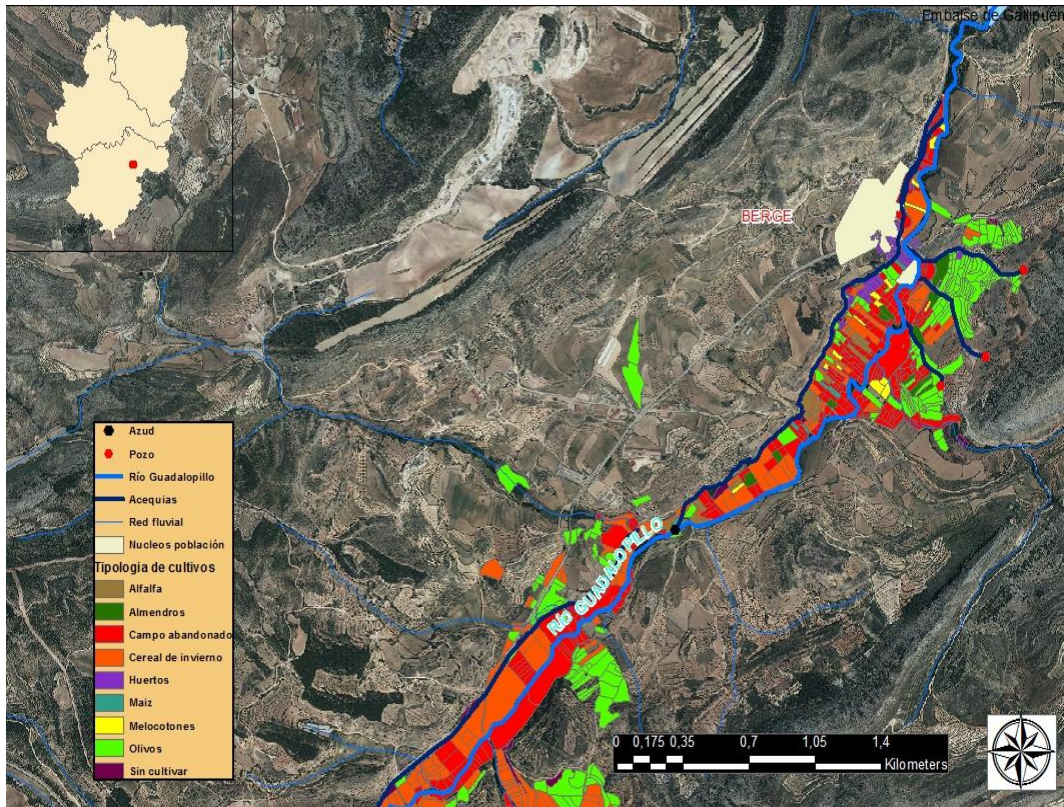 Embalse de Gallipuen
BERGE
RÍO GUADALOPILLO
Azud
Pozo
Río Guadalopillo
Acequias
Red fluvial
Nucleos población
Tipologia de cultivos
Alfalfa
Almendros
Campo abandonado
Cereal de invierno
Huertos
Maiz
Melocotones
Olivos
Sin cultivar
0 0,175 0,35 0,7 1,05 1,4
Kilometers